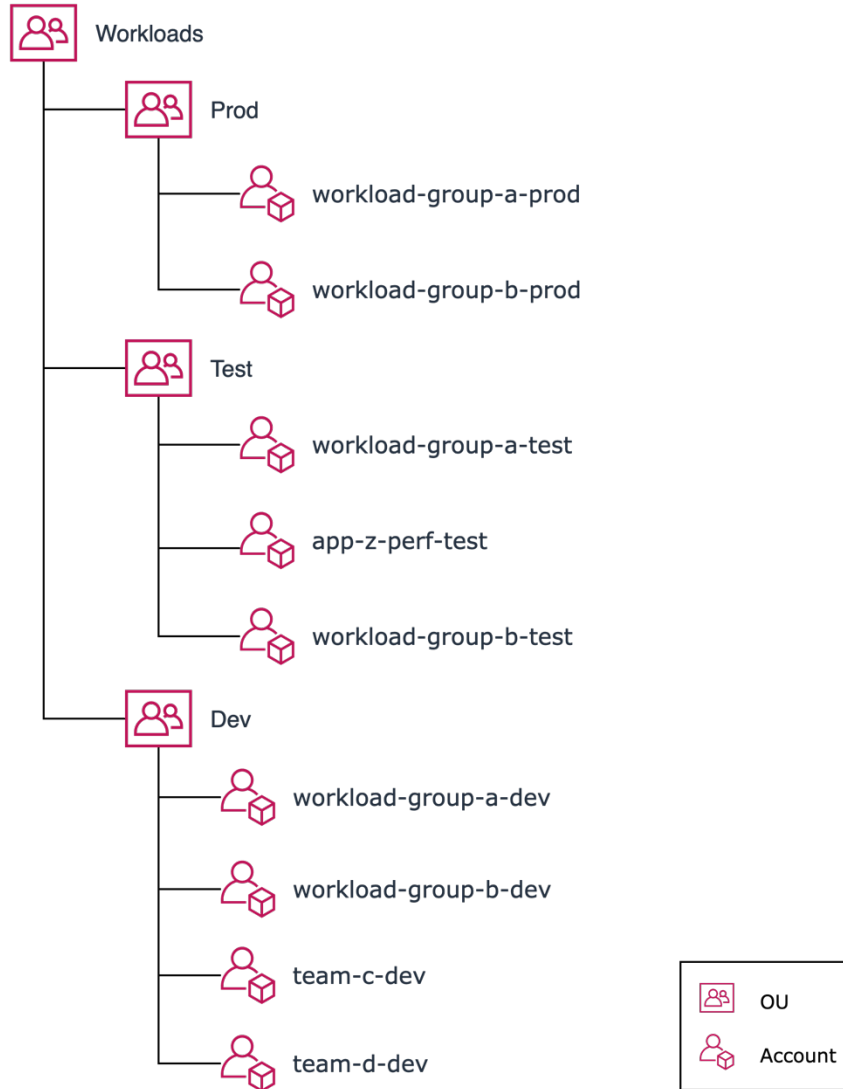 Workloads
Prod
workload-group-a-prod
workload-group-b-prod
Test
workload-group-a-test
app-z-perf-test
workload-group-b-test
Dev
workload-group-a-dev
workload-group-b-dev
team-c-dev
team-d-dev
OU
Account